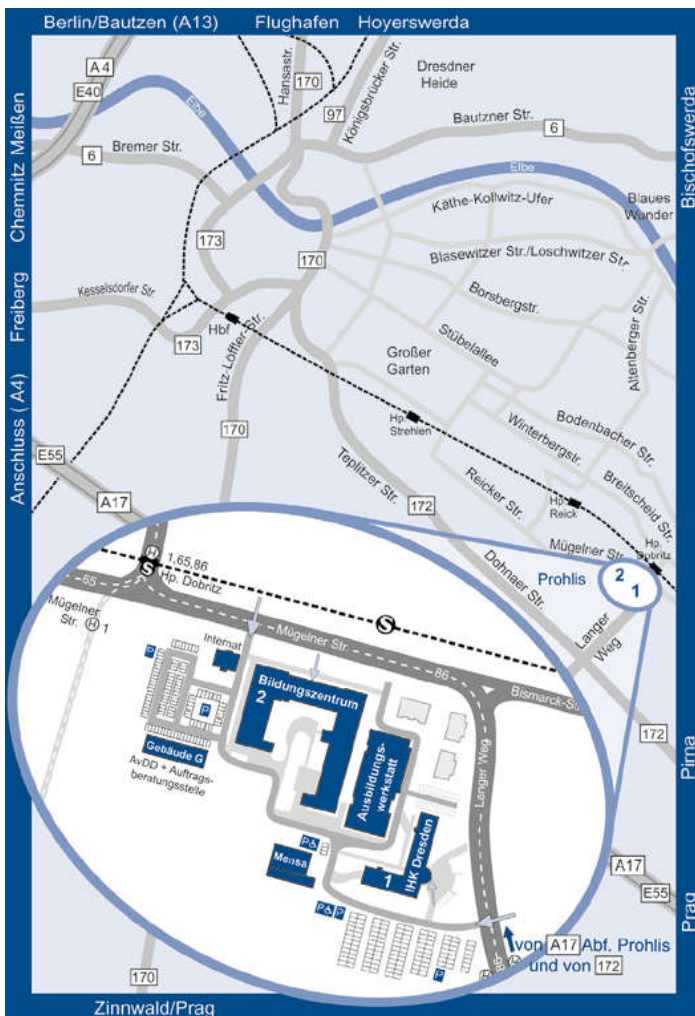 Berlin/Bautzen (A13)
Flughafen
Hoyerswerda
A 4
E40
Elbe
Hansastr.
170
97
Königsbrücker Str.
Dresdner
Heide
Bautzner Str.
6
Bischofswerda
Meißen
Chemnitz
Freiberg
Anschluss (A4)
6
Bremer Str.
Elbe
Käthe-Kollwitz-Ufer
Blaues
Wunder
173
170
Blasewitzer Str./Loschwitzer Str.
Kesselsdorfer Str.
Borsbergstr.
Hbf
173
Fritz-Löffler-Str.
Stübelallee
Altenberger Str.
Großer
Garten
Hp.
Strehlen
Winterbergstr.
Bodenbacher Str.
170
E55
A17
Teplitzer Str.
172
Reicker Str.
Hp.
Reick
Breitscheid Str.
Mügelner Str.
Hp.
Dobritz
Dohnaer Str.
Prohlis
2
1
Langer
Weg
172
Pirna
A17
E55
Prag
H
1,65,86
S
Hp. Dobritz
65
Mügelner
Str.
H 1
S
Mügelner Str.
86
Bismarck-Str.
Internat
P
P
Bildungszentrum
2
Gebäude G
AvDD + Auftrags-
beratungsstelle
Ausbildungs-
werkstatt
Langer Weg
P
Mensa
1
IHK Dresden
P
P
P
86
H
H
von A17 Abf. Prohlis
und von 172
170
Zinnwald/Prag